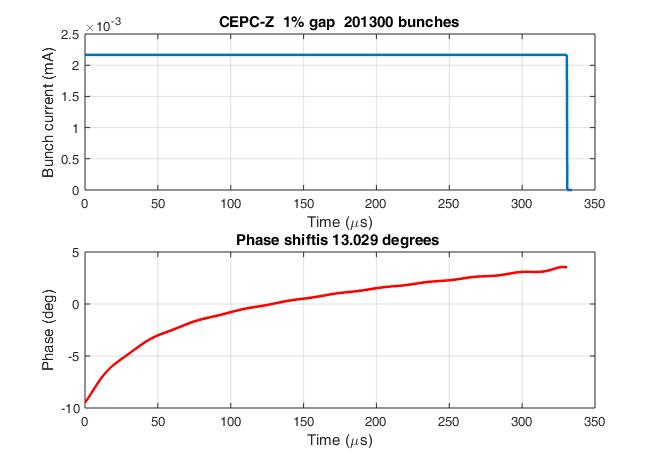 CEPC-Z 1% gap 201300 bunches
×10-3
2.5
2
1.5
1
0.5
0
Bunch current (mA)
0 50 100 150 200 250 300 350
Time (μs)
Phase shiftis 13.029 degrees
5
0
-5
-10
Phase (deg)
0 50 100 150 200 250 300 350
Time (μs)